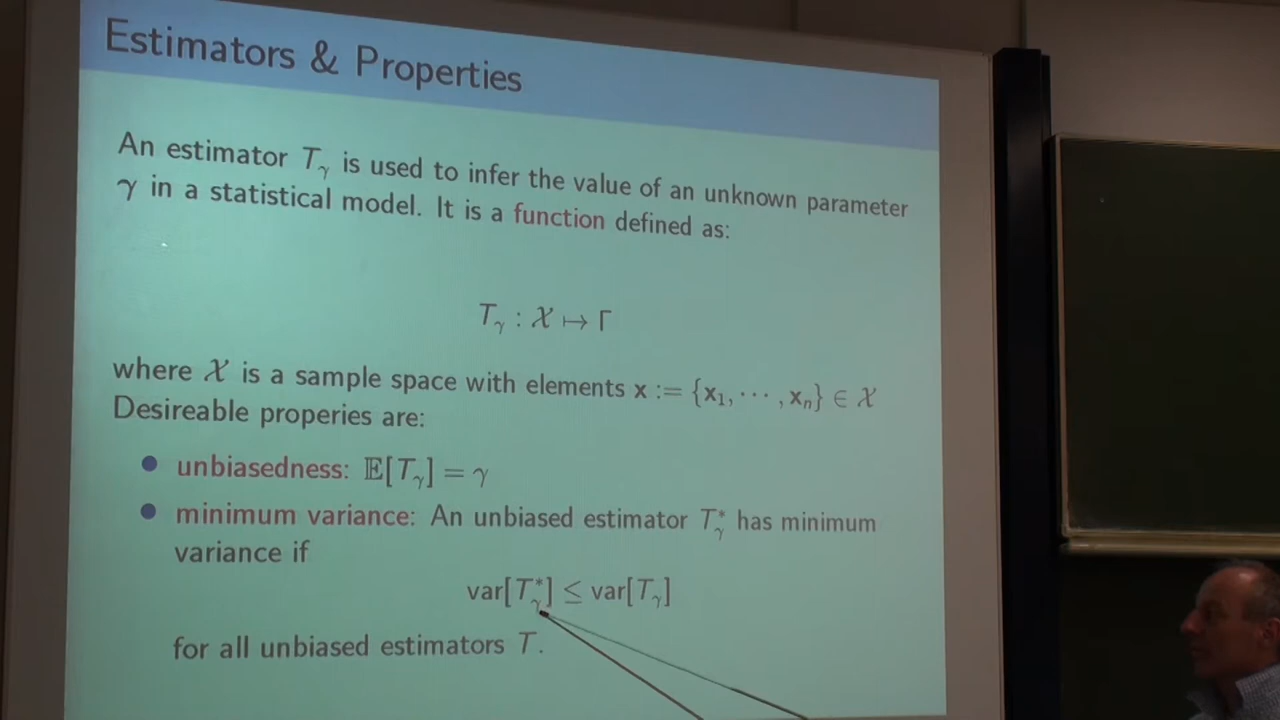 Estimators & Properties
An estimator T_γ is used to infer the value of an unknown parameter
γ in a statistical model. It is a function defined as:
T_γ : 𝒳 ↦ Γ
where 𝒳 is a sample space with elements x := {x₁, ⋯ , xₙ} ∈ 𝒳
Desireable properies are:
● unbiasedness: 𝔼[T_γ] = γ
● minimum variance: An unbiased estimator T*_γ has minimum
variance if
var[T*_γ] ≤ var[T_γ]
for all unbiased estimators T.